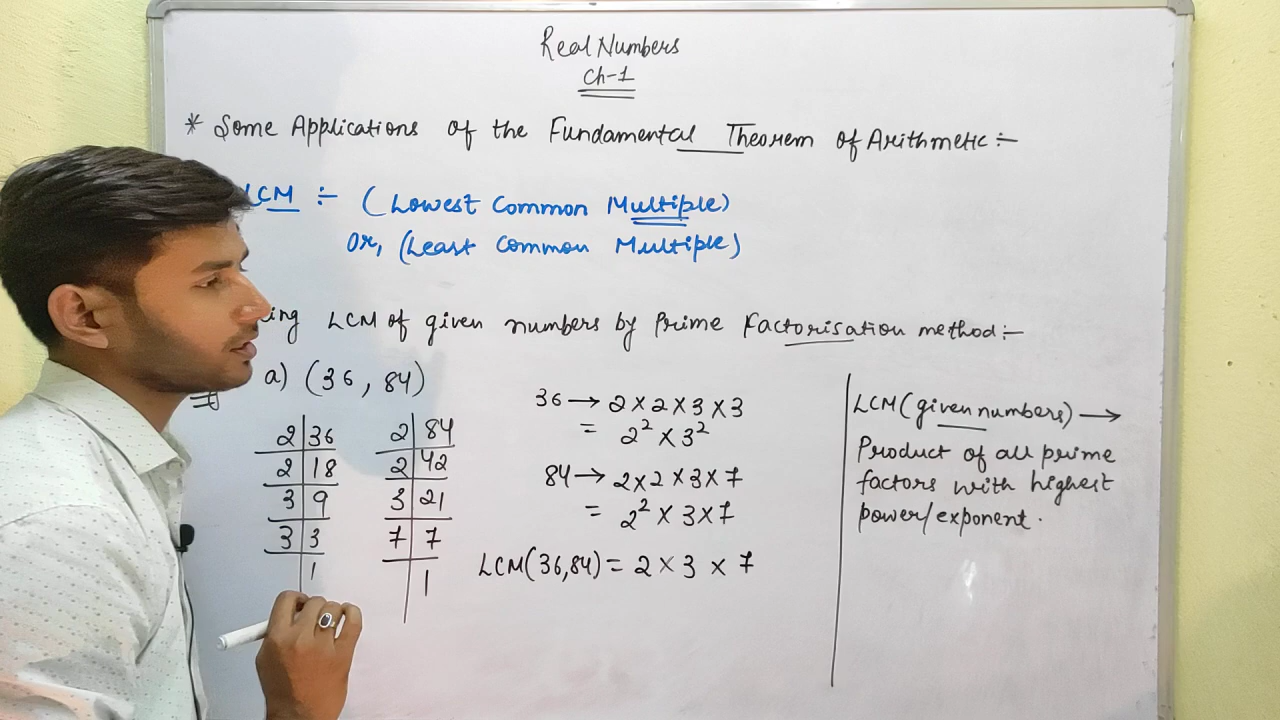 Real Numbers
Ch-1
* Some Applications of the Fundamental Theorem of Arithmetic :-
LCM :- (Lowest Common Multiple)
Or, (Least Common Multiple)
LCM of given numbers by Prime Factorisation method :-
a) (36, 84)
2 | 36
2 | 18
3 | 9
3 | 3
1
2 | 84
2 | 42
3 | 21
7 | 7
1
36 → 2 × 2 × 3 × 3
= 2² × 3²
84 → 2 × 2 × 3 × 7
= 2² × 3 × 7
LCM(36,84) = 2 × 3 × 7
LCM (given numbers) →
Product of all prime
factors with highest
power/exponent.